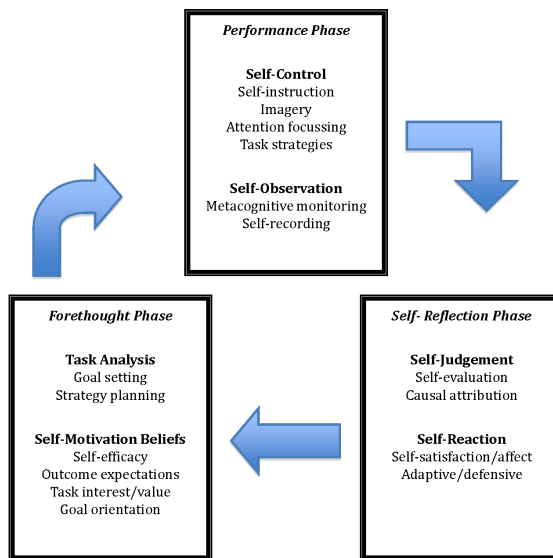 Performance Phase
Self-Control
Self-instruction
Imagery
Attention focussing
Task strategies
Self-Observation
Metacognitive monitoring
Self-recording
Forethought Phase
Task Analysis
Goal setting
Strategy planning
Self-Motivation Beliefs
Self-efficacy
Outcome expectations
Task interest/value
Goal orientation
Self- Reflection Phase
Self-Judgement
Self-evaluation
Causal attribution
Self-Reaction
Self-satisfaction/affect
Adaptive/defensive